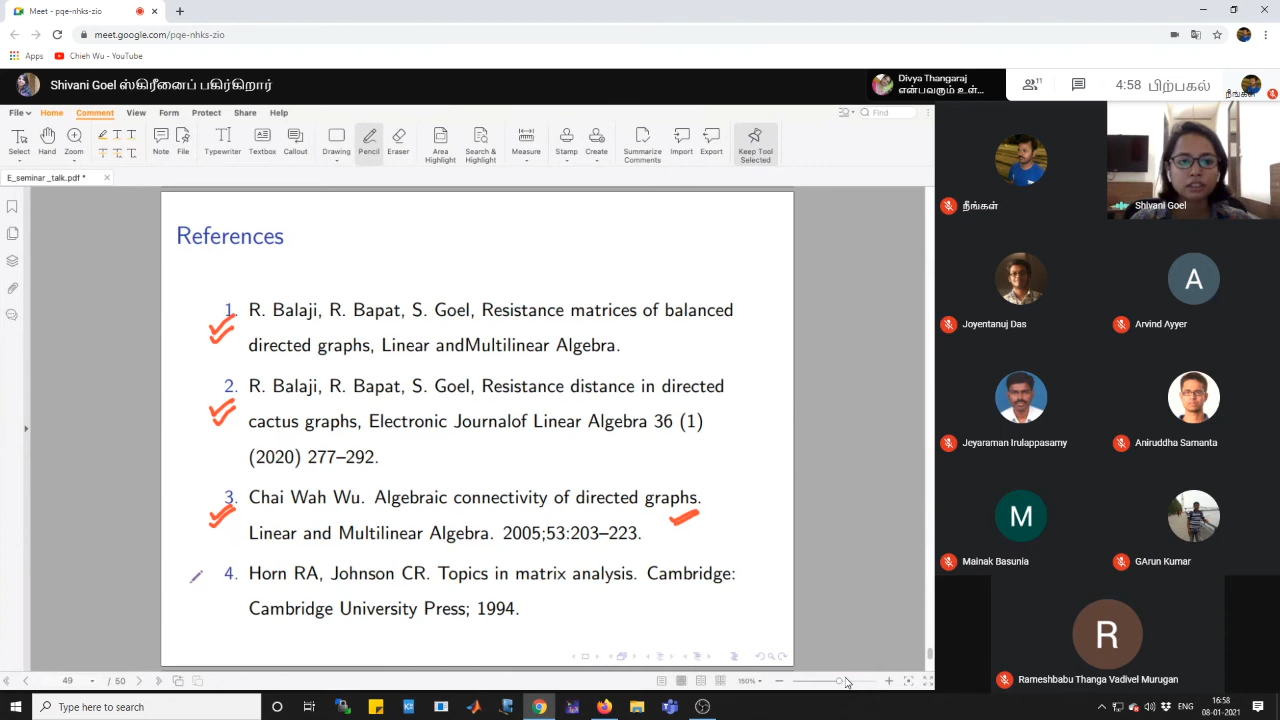 Meet - pqe-nhks-zio
meet.google.com/pqe-nhks-zio
Apps Chieh Wu - YouTube
Shivani Goel ஸ்கிரீனைப் பகிர்கிறார்
Divya Thangaraj
என்பவரும் உள்...
11
4:58 பிற்பகல்
நீங்கள்
File Home Comment View Form Protect Share Help
Find
Select Hand Zoom Note File Typewriter Textbox Callout Drawing Pencil Eraser Area Highlight Search & Highlight Measure Stamp Create Summarize Comments Import Export Keep Tool Selected
E_seminar _talk.pdf *
References
1. R. Balaji, R. Bapat, S. Goel, Resistance matrices of balanced
directed graphs, Linear andMultilinear Algebra.
2. R. Balaji, R. Bapat, S. Goel, Resistance distance in directed
cactus graphs, Electronic Journalof Linear Algebra 36 (1)
(2020) 277–292.
3. Chai Wah Wu. Algebraic connectivity of directed graphs.
Linear and Multilinear Algebra. 2005;53:203–223.
4. Horn RA, Johnson CR. Topics in matrix analysis. Cambridge:
Cambridge University Press; 1994.
நீங்கள்
Shivani Goel
Joyentanuj Das
A
Arvind Ayyer
Jeyaraman Irulappasamy
Aniruddha Samanta
M
Mainak Basunia
GArun Kumar
R
Rameshbabu Thanga Vadivel Murugan
49 / 50
150%
Type here to search
ENG
16:58
08-01-2021